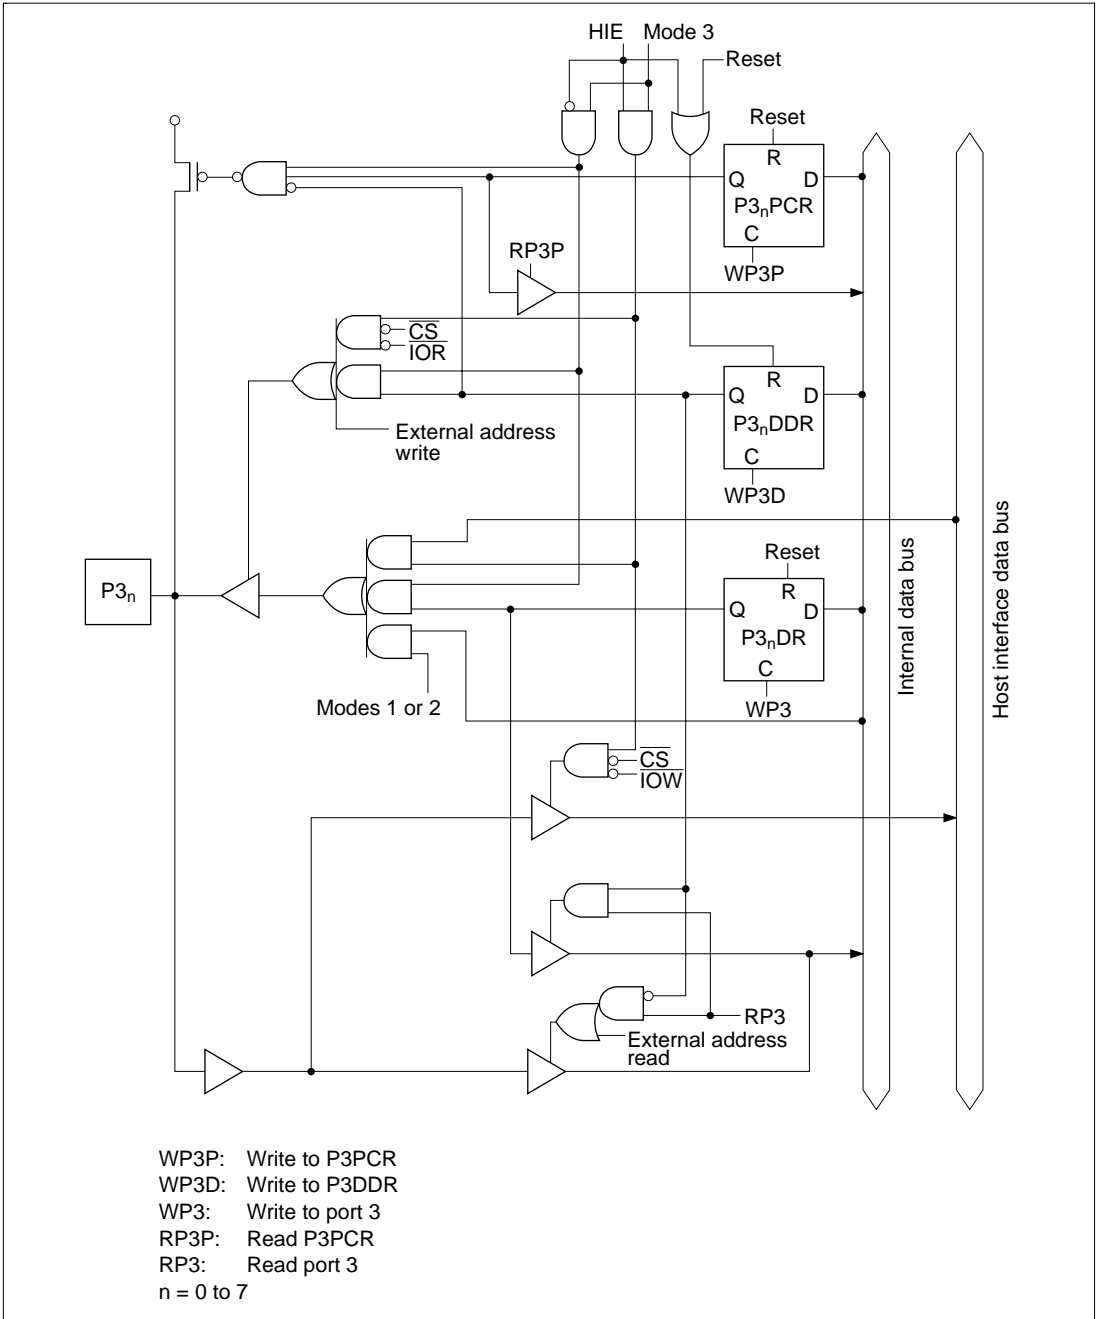 HIE Mode 3
Reset
Reset
R
Q D
P3nPCR
C
WP3P
RP3P
CS
IOR
R
Q D
P3nDDR
C
WP3D
External address
write
Reset
R
Q D
P3nDR
C
WP3
P3n
Modes 1 or 2
Internal data bus
Host interface data bus
CS
IOW
RP3
External address
read
WP3P: Write to P3PCR
WP3D: Write to P3DDR
WP3: Write to port 3
RP3P: Read P3PCR
RP3: Read port 3
n = 0 to 7